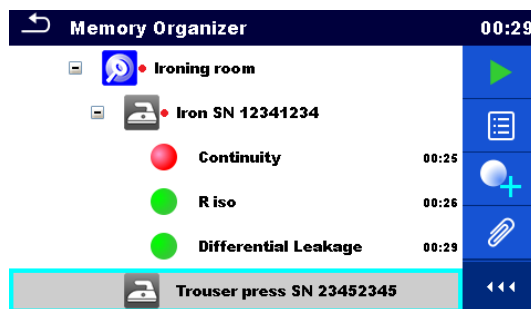 Memory Organizer 00:29
Ironing room
Iron SN 12341234
Continuity 00:25
R iso 00:26
Differential Leakage 00:29
Trouser press SN 23452345